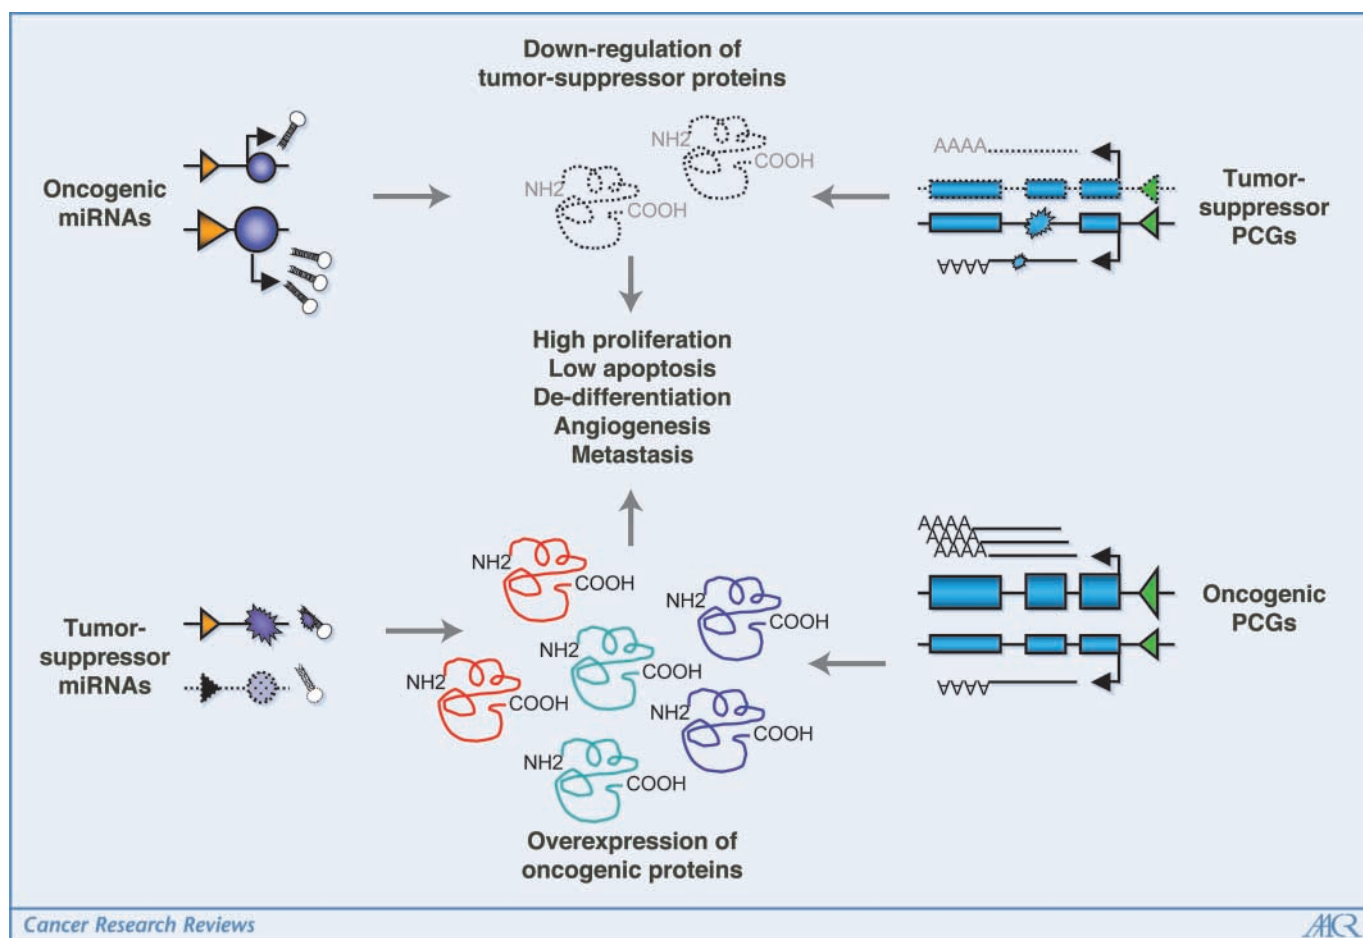 Down-regulation of
tumor-suppressor proteins
NH2
COOH
NH2
COOH
Oncogenic
miRNAs
AAAA
AAAA
Tumor-
suppressor
PCGs
High proliferation
Low apoptosis
De-differentiation
Angiogenesis
Metastasis
Tumor-
suppressor
miRNAs
NH2
COOH
NH2
COOH
NH2
COOH
NH2
COOH
NH2
COOH
NH2
COOH
AAAA
AAAA
AAAA
AAAA
Oncogenic
PCGs
Overexpression of
oncogenic proteins
Cancer Research Reviews
AACR